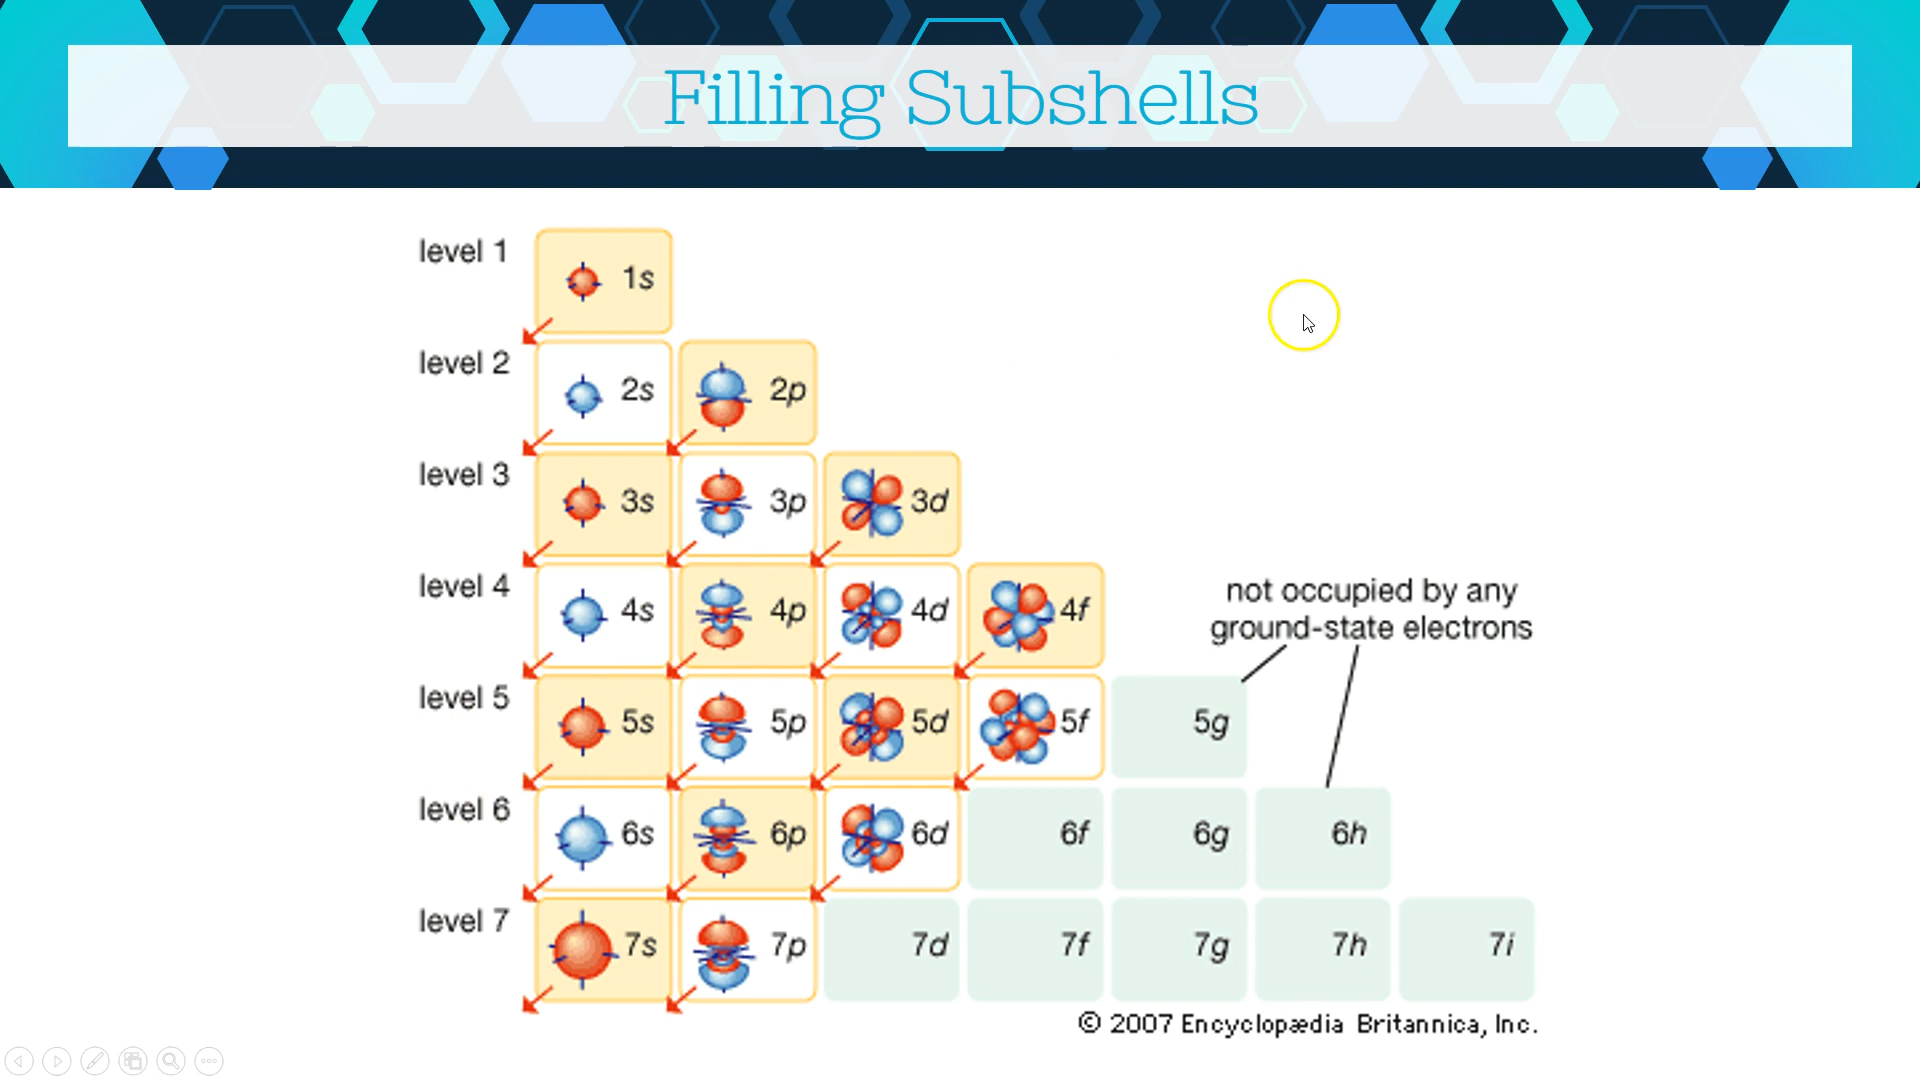 Filling Subshells
level 1
1s
level 2
2s 2p
level 3
3s 3p 3d
level 4
4s 4p 4d 4f
not occupied by any
ground-state electrons
level 5
5s 5p 5d 5f 5g
level 6
6s 6p 6d 6f 6g 6h
level 7
7s 7p 7d 7f 7g 7h 7i
© 2007 Encyclopædia Britannica, Inc.